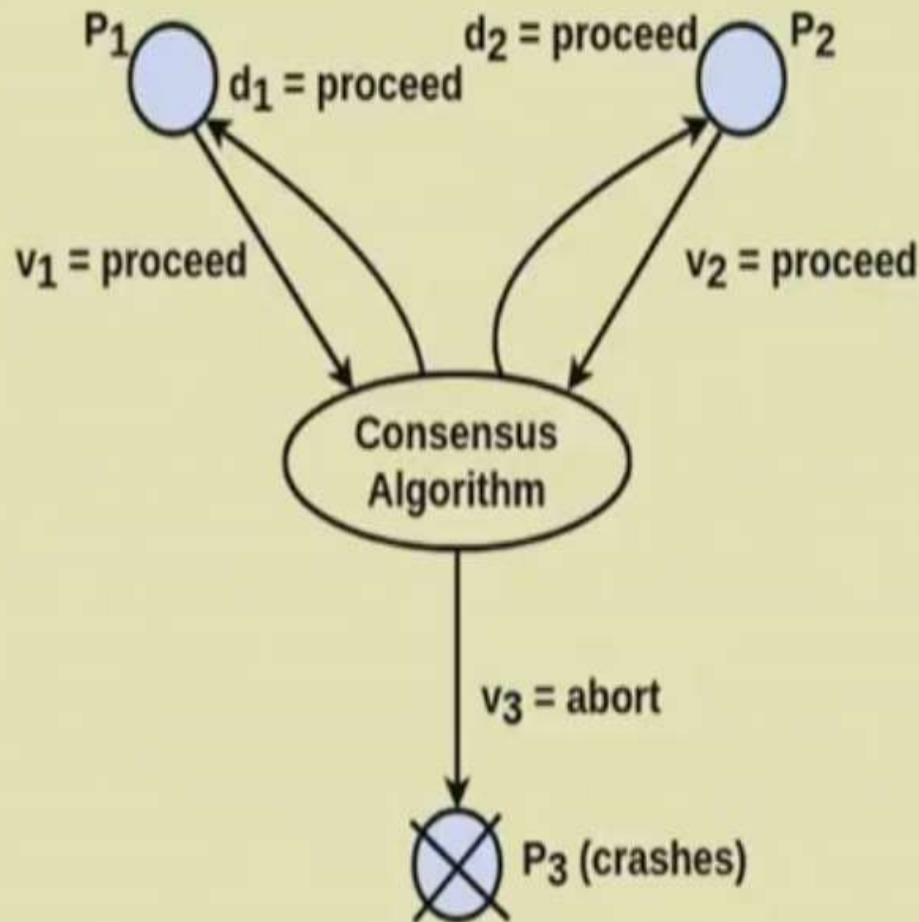 P1
d1 = proceed
d2 = proceed
P2
v1 = proceed
v2 = proceed
Consensus
Algorithm
v3 = abort
P3 (crashes)